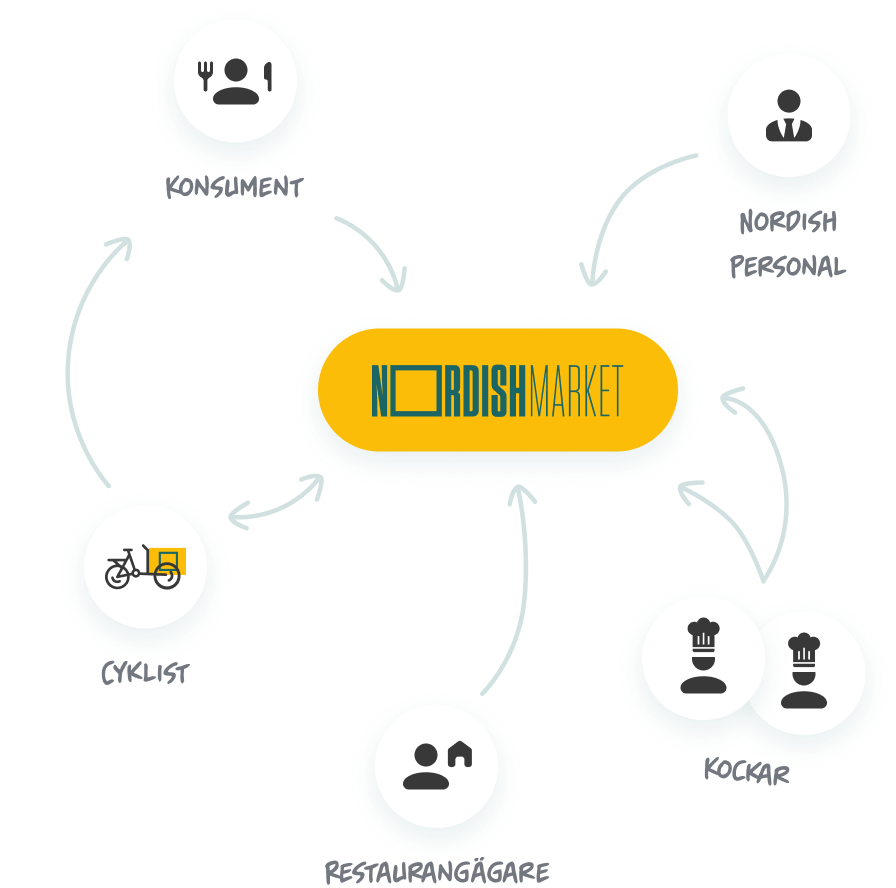 KONSUMENT
NORDISH
PERSONAL
NORDISHMARKET
CYKLIST
KOCKAR
RESTAURANGÄGARE